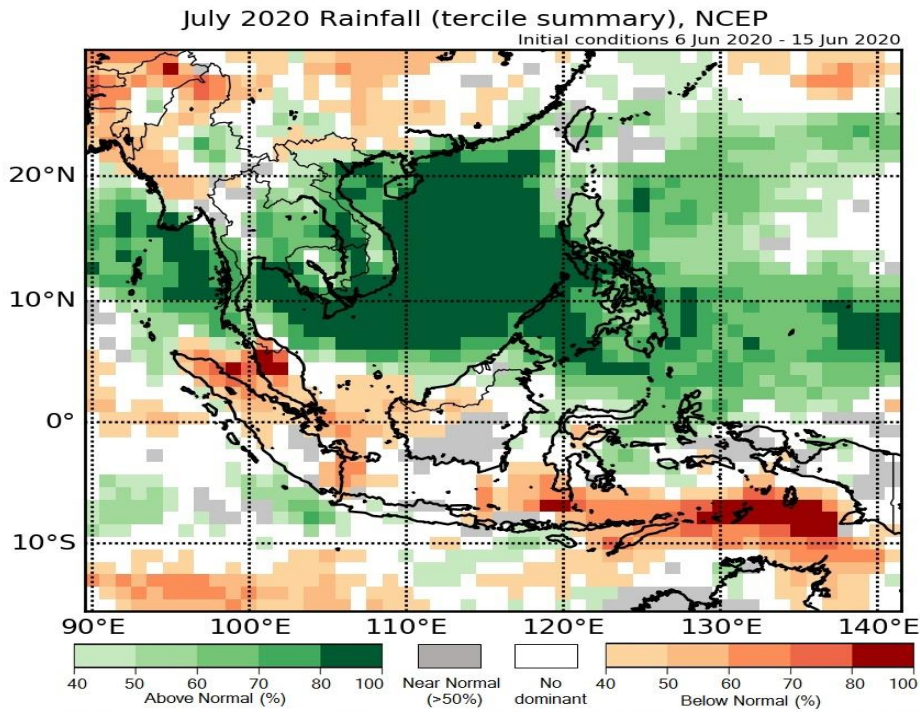 July 2020 Rainfall (tercile summary), NCEP
Initial conditions 6 Jun 2020 - 15 Jun 2020
20°N
10°N
0°
10°S
90°E 100°E 110°E 120°E 130°E 140°E
40 50 60 70 80 100
Above Normal (%)
Near Normal
(>50%)
No
dominant
40 50 60 70 80 100
Below Normal (%)